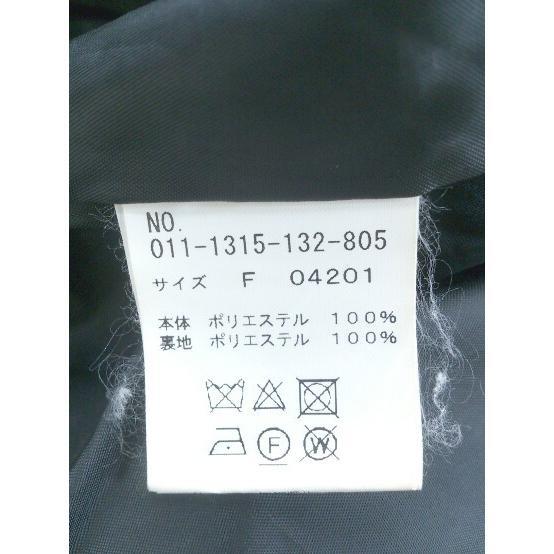 NO.
011-1315-132-805
サイズ F 04201
本体 ポリエステル 100%
裏地 ポリエステル 100%
F W